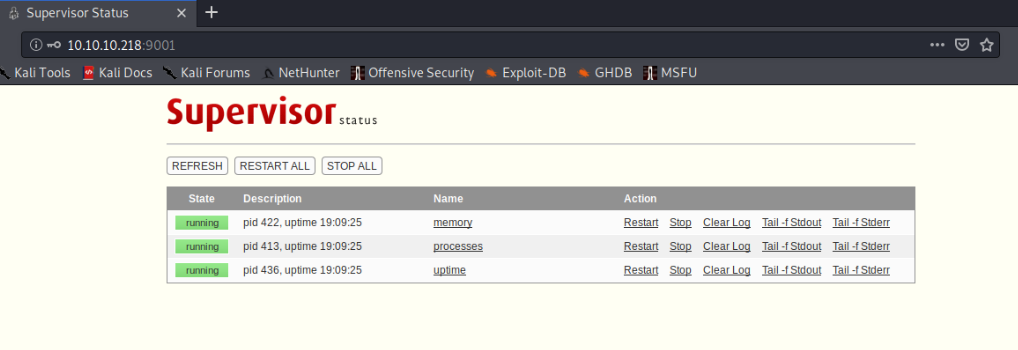 Supervisor Status
10.10.10.218:9001
Kali Tools Kali Docs Kali Forums NetHunter Offensive Security Exploit-DB GHDB MSFU
Supervisor status
REFRESH RESTART ALL STOP ALL
State Description Name Action
running pid 422, uptime 19:09:25 memory Restart Stop Clear Log Tail -f Stdout Tail -f Stderr
running pid 413, uptime 19:09:25 processes Restart Stop Clear Log Tail -f Stdout Tail -f Stderr
running pid 436, uptime 19:09:25 uptime Restart Stop Clear Log Tail -f Stdout Tail -f Stderr